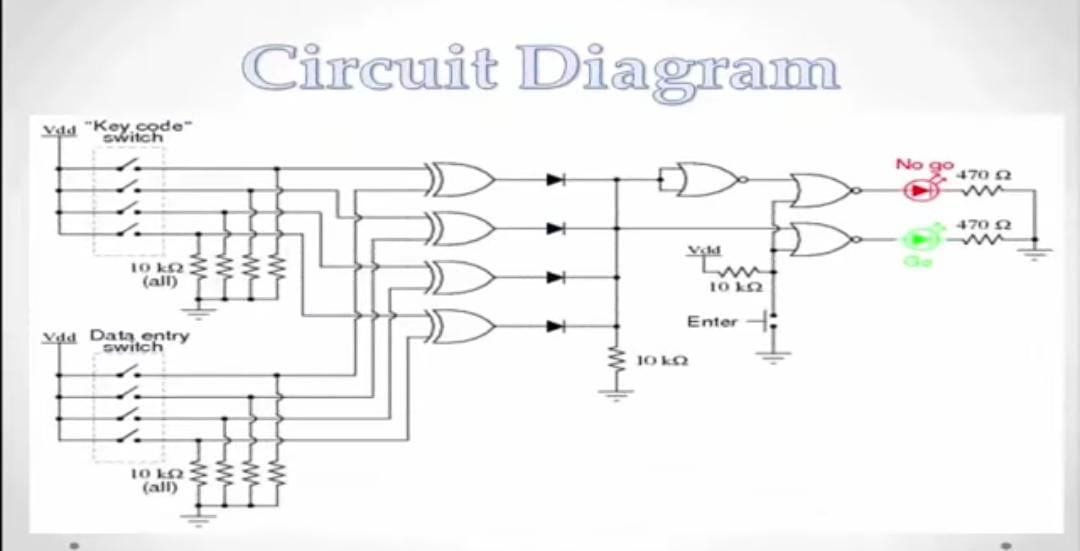 Circuit Diagram
Vdd
"Key code"
switch
10 kΩ
(all)
Vdd
Data entry
switch
10 kΩ
(all)
10 kΩ
Vdd
10 kΩ
Enter
No go
470 Ω
470 Ω
Go